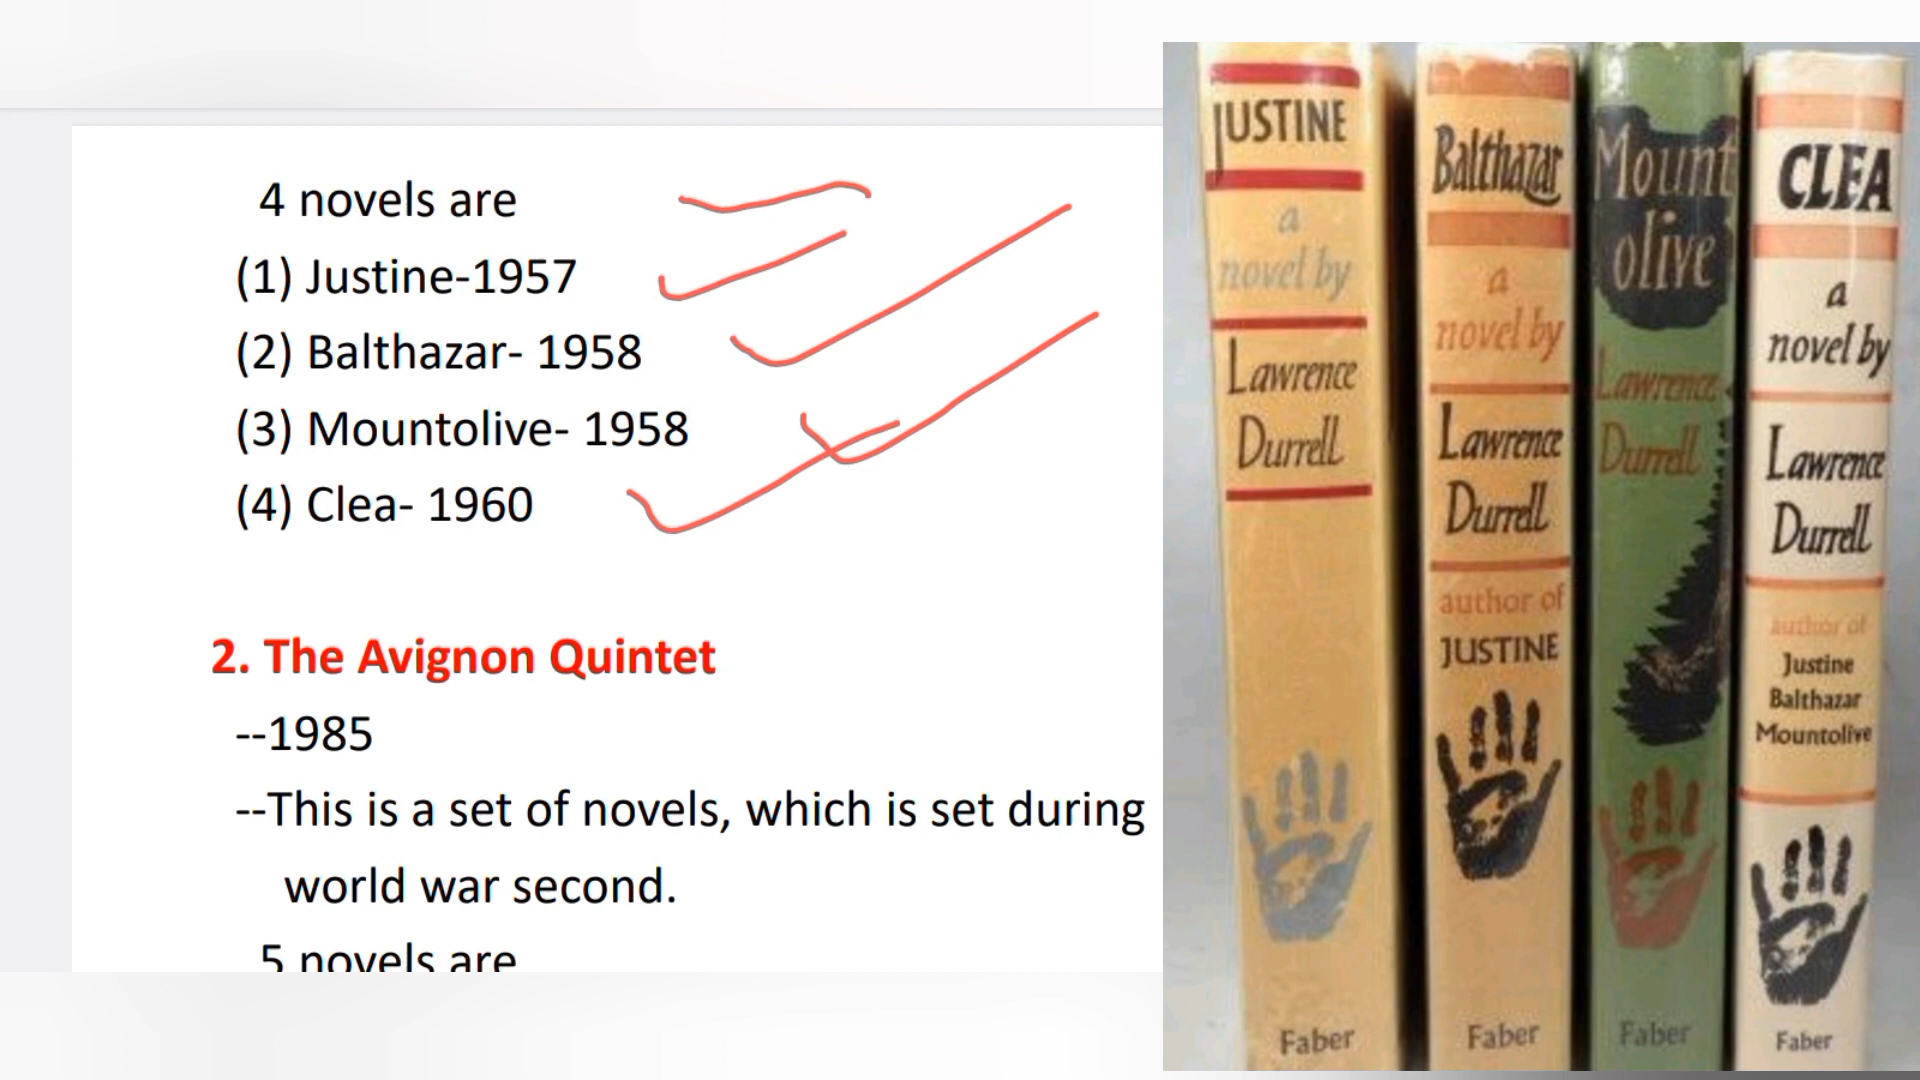 4 novels are
(1) Justine-1957
(2) Balthazar- 1958
(3) Mountolive- 1958
(4) Clea- 1960
2. The Avignon Quintet
--1985
--This is a set of novels, which is set during
world war second.
5 novels are
JUSTINE
a
novel by
Lawrence
Durrell
Faber
Balthazar
a
novel by
Lawrence
Durrell
author of
JUSTINE
Faber
Mount
olive
Lawrence
Durrell
Faber
CLEA
a
novel by
Lawrence
Durrell
author of
Justine
Balthazar
Mountolive
Faber